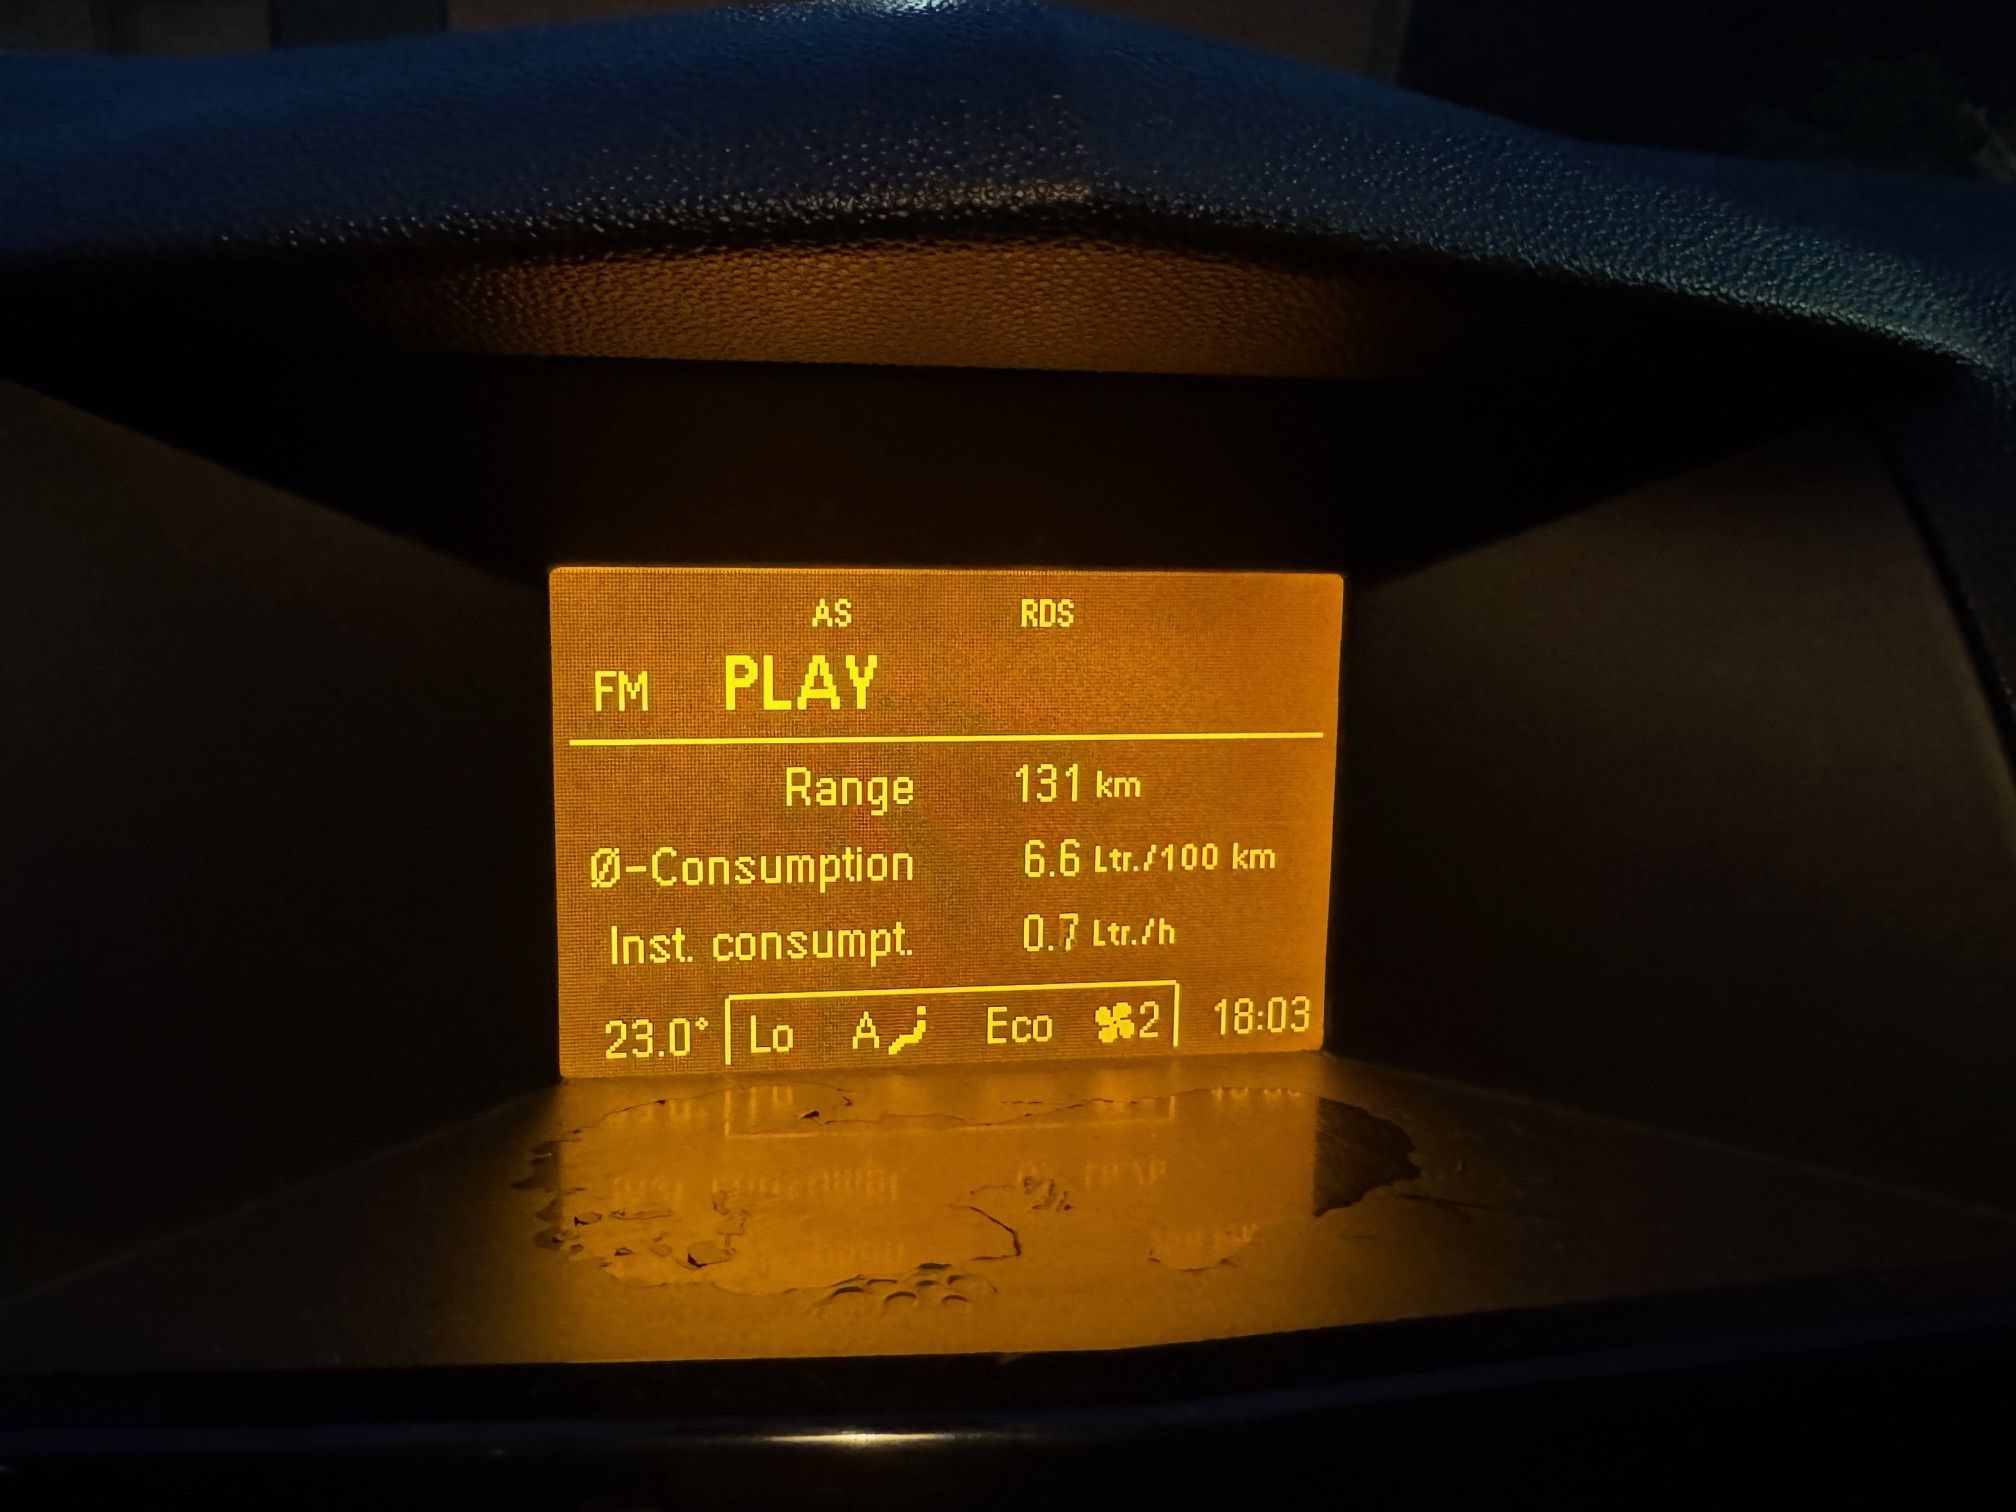 AS RDS
FM PLAY
Range 131 km
Ø-Consumption 6.6 Ltr./100 km
Inst. consumpt. 0.7 Ltr./h
23.0° Lo A Eco 2 18:03